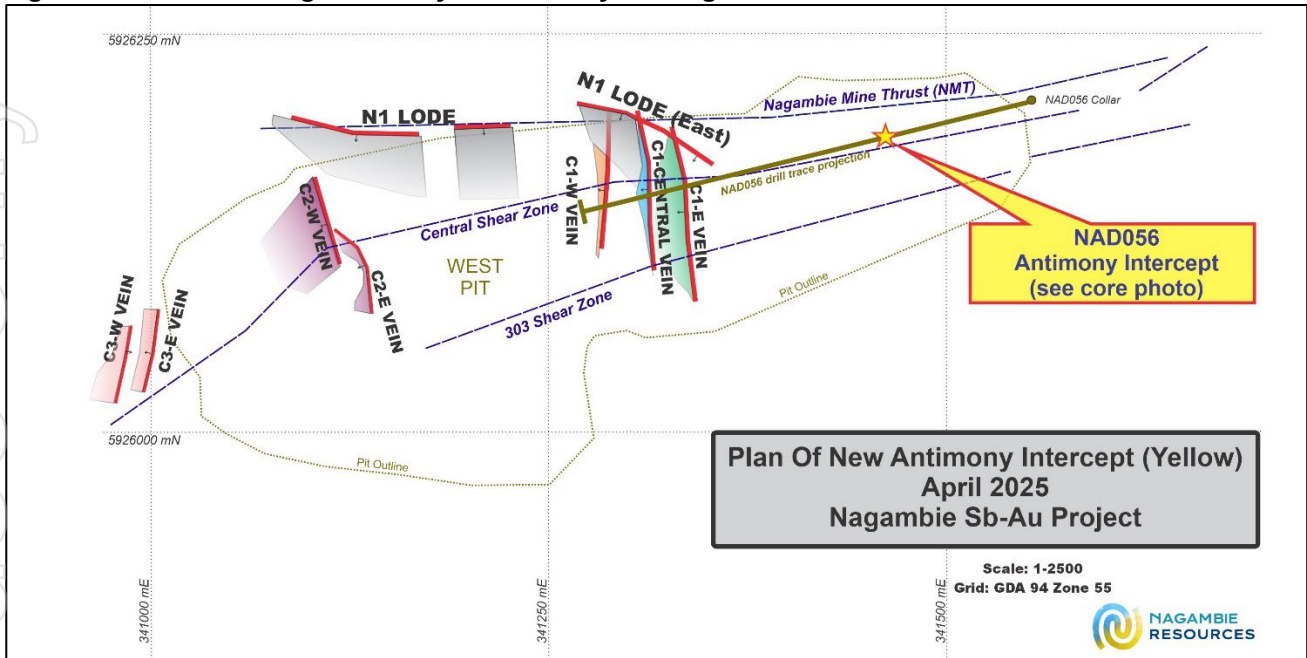 5926250 mN
N1 LODE
N1 LODE (East)
Nagambie Mine Thrust (NMT)
NAD056 Collar
NAD056 drill trace projection
C1-W VEIN
C1-CENTRAL VEIN
C1-E VEIN
C2-W VEIN
C2-E VEIN
Central Shear Zone
WEST
PIT
303 Shear Zone
Pit Outline
NAD056
Antimony Intercept
(see core photo)
C3-W VEIN
C3-E VEIN
5926000 mN
Pit Outline
Plan Of New Antimony Intercept (Yellow)
April 2025
Nagambie Sb-Au Project
Scale: 1-2500
Grid: GDA 94 Zone 55
341000 mE
341250 mE
341500 mE
NAGAMBIE
RESOURCES